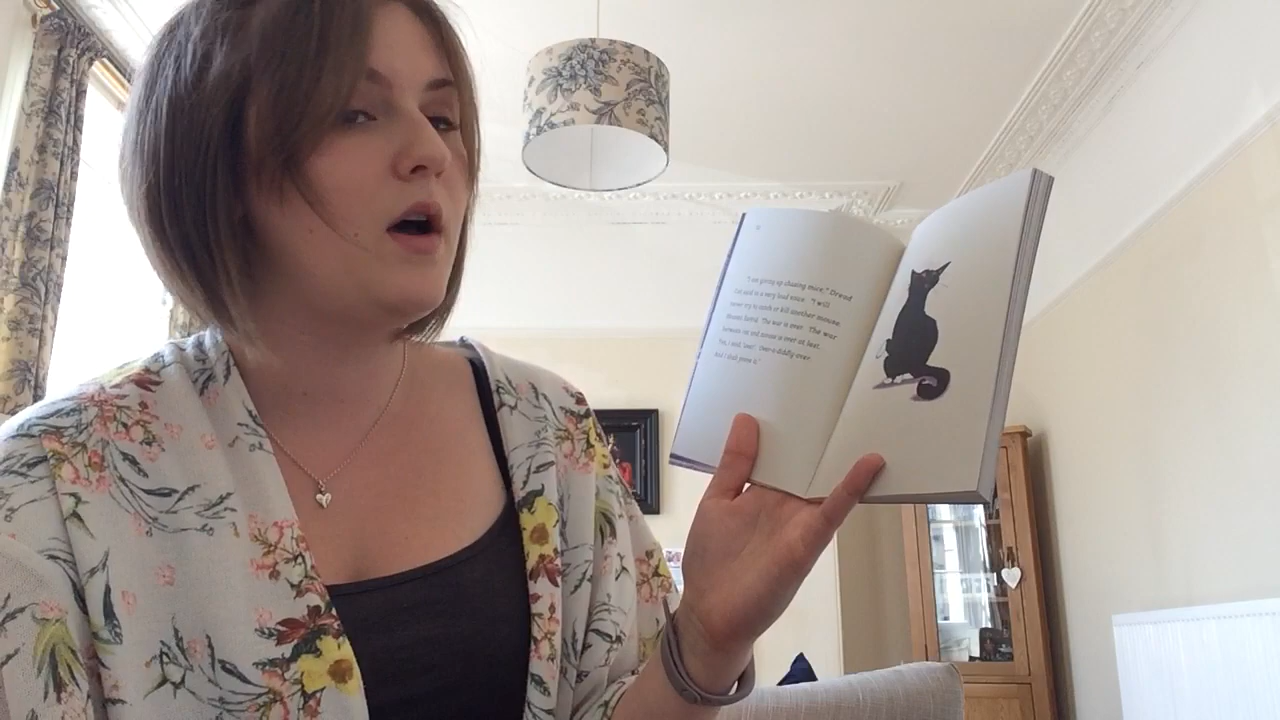 "I am giving up chasing mice," Dread
Cat said in a very loud voice. "I will
never try to catch or kill another mouse.
The war is over. The war
between me and mouses is over at last.
Yes, I said 'over'. Over-a-diddly-over.
And I shall prove it."